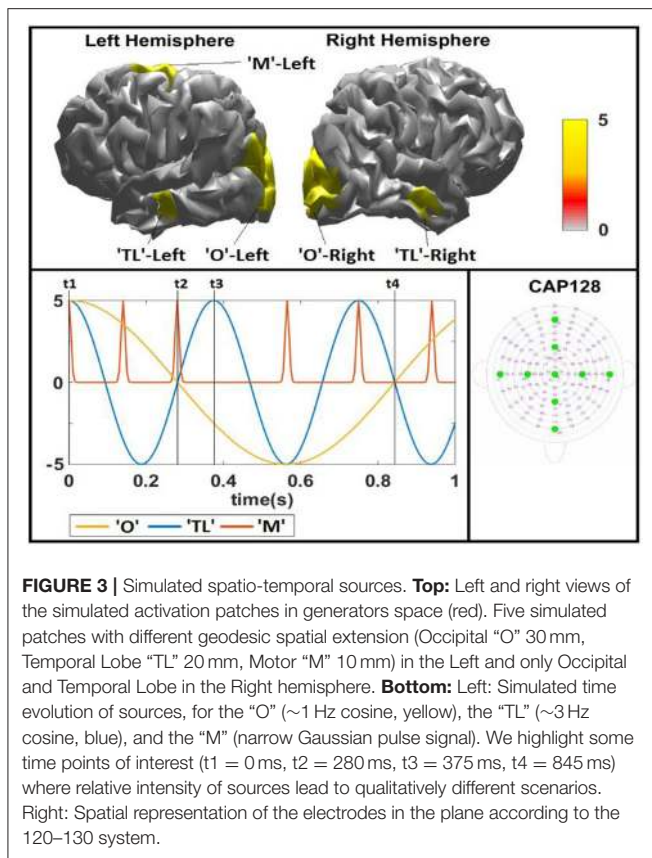 Left Hemisphere
Right Hemisphere
'M'-Left
5
0
'TL'-Left
'O'-Left
'O'-Right
'TL'-Right
t1
t2
t3
t4
CAP128
5
0
-5
0
0.2
0.4
0.6
0.8
1
time(s)
'O'
'TL'
'M'
FIGURE 3 | Simulated spatio-temporal sources. Top: Left and right views of
the simulated activation patches in generators space (red). Five simulated
patches with different geodesic spatial extension (Occipital “O” 30 mm,
Temporal Lobe “TL” 20 mm, Motor “M” 10 mm) in the Left and only Occipital
and Temporal Lobe in the Right hemisphere. Bottom: Left: Simulated time
evolution of sources, for the “O” (∼1 Hz cosine, yellow), the “TL” (∼3 Hz
cosine, blue), and the “M” (narrow Gaussian pulse signal). We highlight some
time points of interest (t1 = 0 ms, t2 = 280 ms, t3 = 375 ms, t4 = 845 ms)
where relative intensity of sources lead to qualitatively different scenarios.
Right: Spatial representation of the electrodes in the plane according to the
120–130 system.